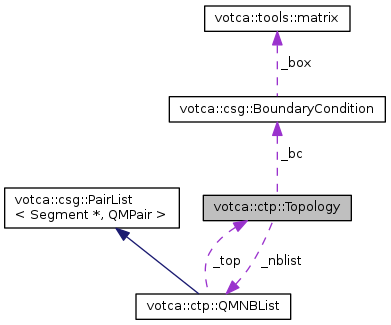 votca::tools::matrix
_box
votca::csg::BoundaryCondition
_bc
votca::csg::PairList
< Segment *, QMPair >
votca::ctp::Topology
_top
_nblist
votca::ctp::QMNBList